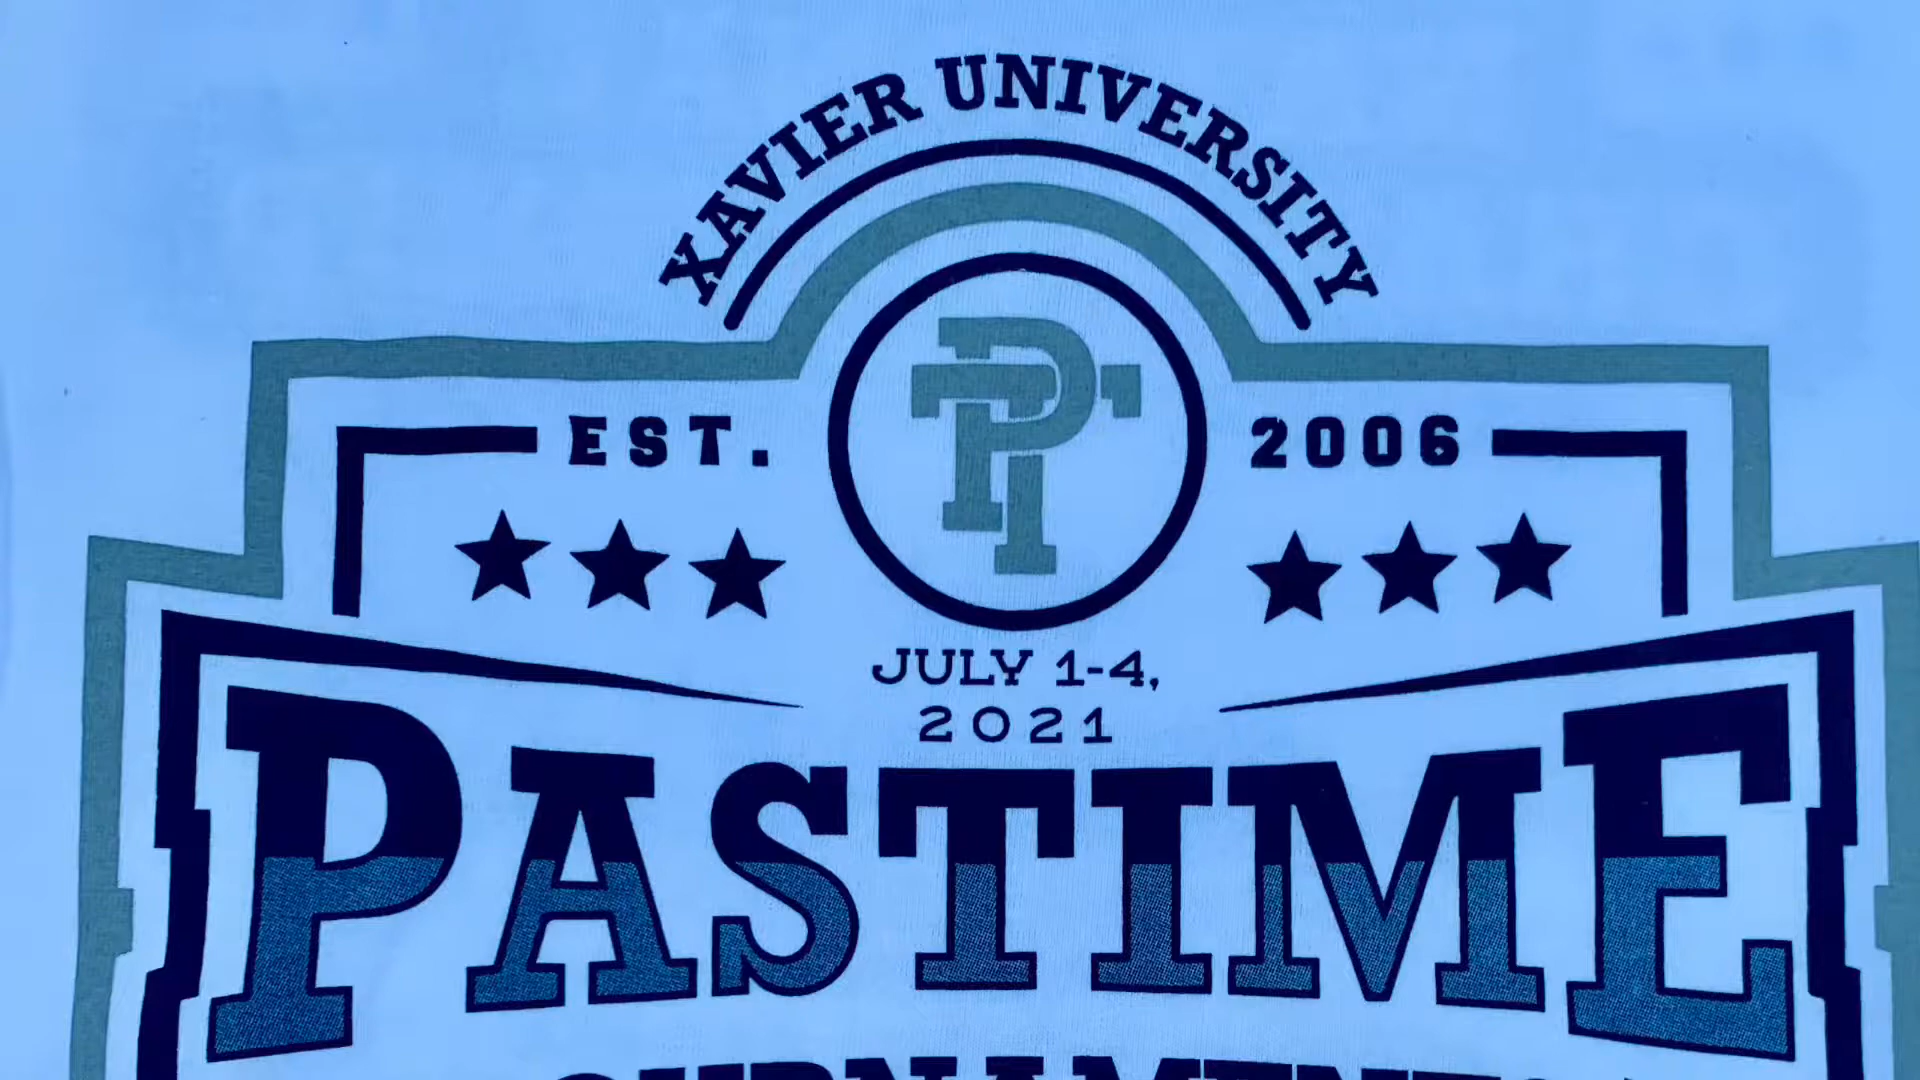 XAVIER UNIVERSITY
PT
EST. 2006
JULY 1-4,
2021
PASTIME